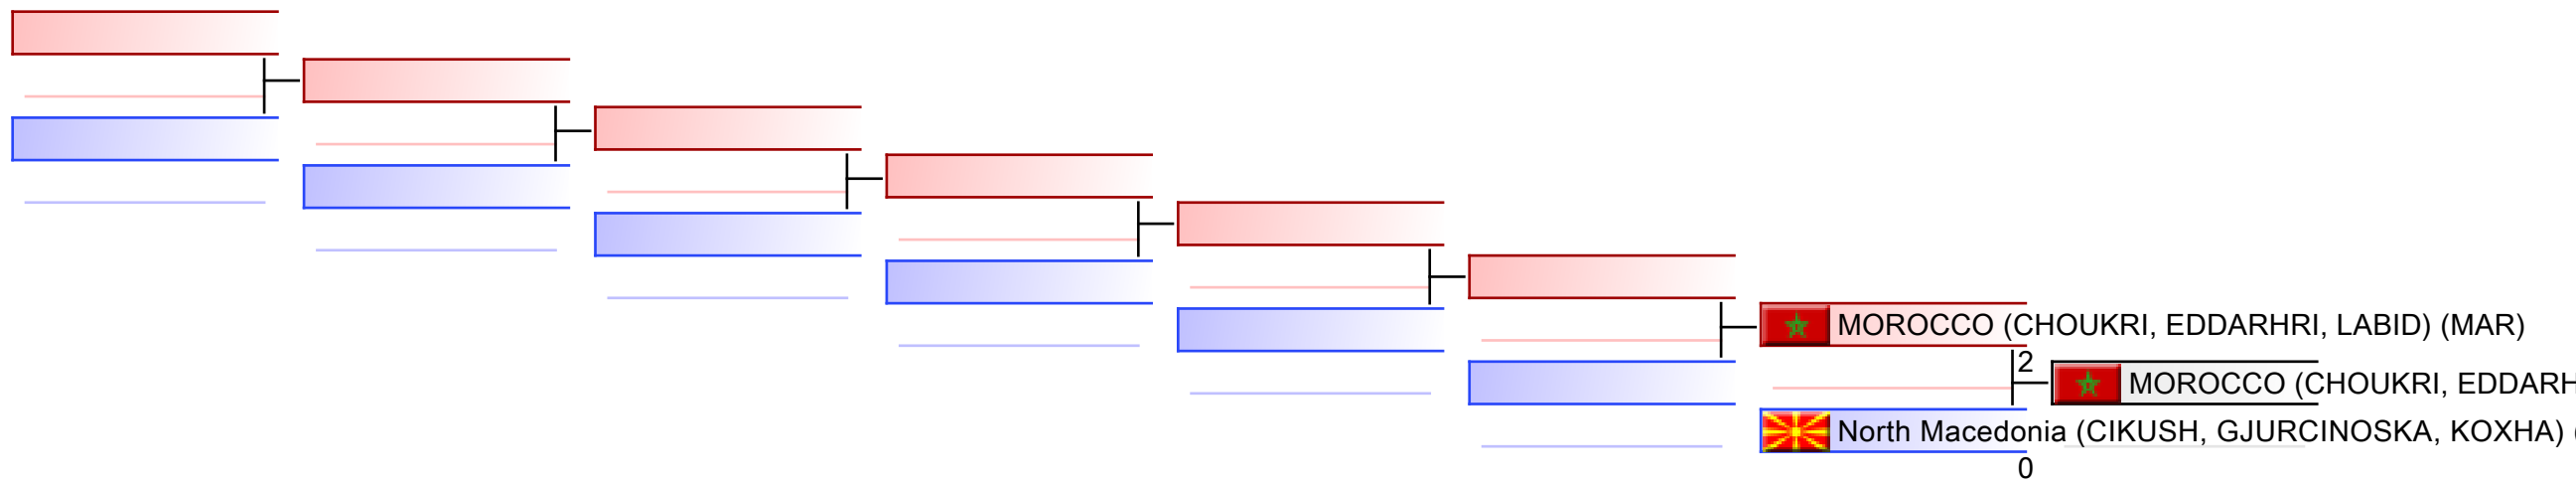 MOROCCO (CHOUKRI, EDDARHRI, LABID) (MAR)
2
MOROCCO (CHOUKRI, EDDARH
North Macedonia (CIKUSH, GJURCINOSKA, KOXHA) (
0